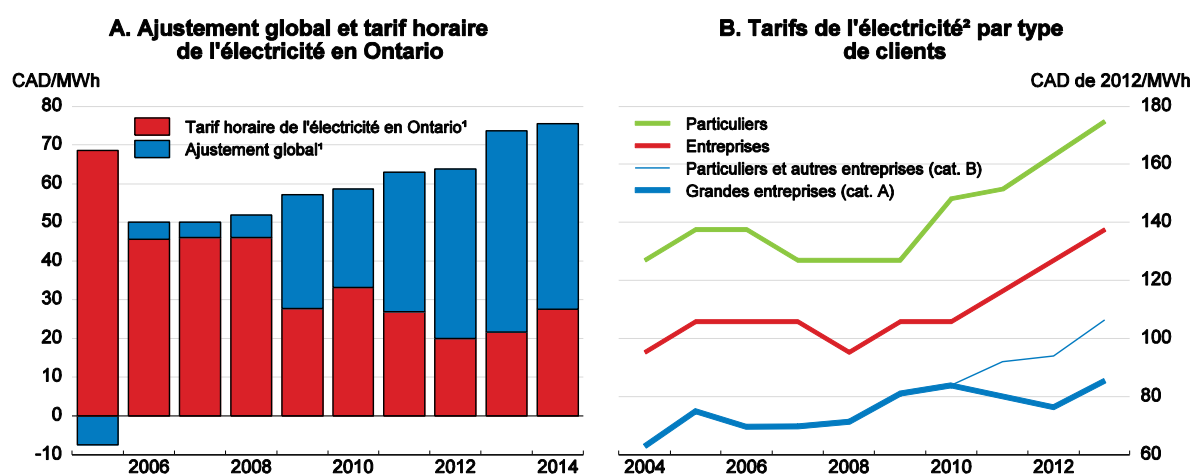 A. Ajustement global et tarif horaire
de l'électricité en Ontario
CAD/MWh
80
70
60
50
40
30
20
10
0
-10
Tarif horaire de l'électricité en Ontario¹
Ajustement global¹
2006
2008
2010
2012
2014
B. Tarifs de l'électricité² par type
de clients
CAD de 2012/MWh
180
160
140
120
100
80
60
Particuliers
Entreprises
Particuliers et autres entreprises (cat. B)
Grandes entreprises (cat. A)
2004
2006
2008
2010
2012